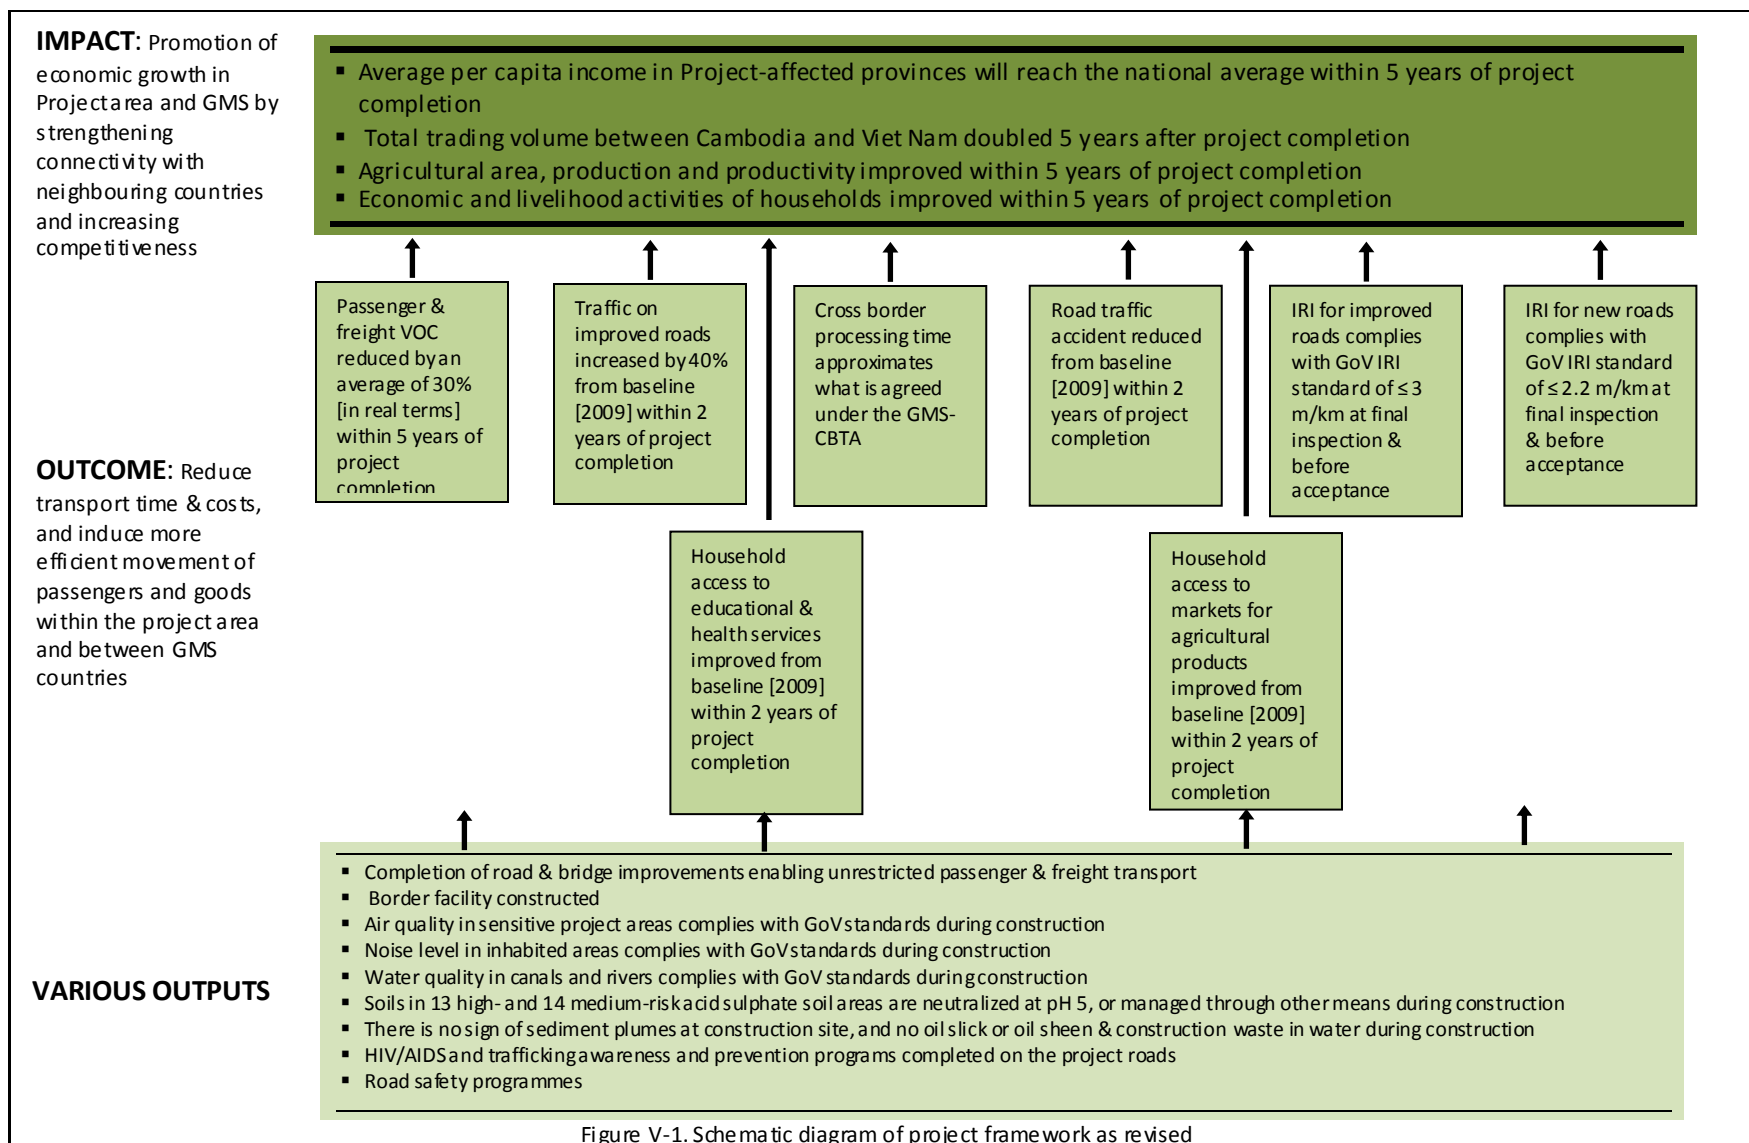 IMPACT: Promotion of
economic growth in
Project area and GMS by
strengthening
connectivity with
neighbouring countries
and increasing
competitiveness
▪ Average per capita income in Project-affected provinces will reach the national average within 5 years of project
completion
▪ Total trading volume between Cambodia and Viet Nam doubled 5 years after project completion
▪ Agricultural area, production and productivity improved within 5 years of project completion
▪ Economic and livelihood activities of households improved within 5 years of project completion
Passenger &
freight VOC
reduced by an
average of 30%
[in real terms]
within 5 years of
project
completion
Traffic on
improved roads
increased by 40%
from baseline
[2009] within 2
years of project
completion
Cross border
processing time
approximates
what is agreed
under the GMS-
CBTA
Road traffic
accident reduced
from baseline
[2009] within 2
years of project
completion
IRI for improved
roads complies
with GoV IRI
standard of ≤ 3
m/km at final
inspection &
before
acceptance
IRI for new roads
complies with
GoV IRI standard
of ≤ 2.2 m/km at
final inspection
& before
acceptance
OUTCOME: Reduce
transport time & costs,
and induce more
efficient movement of
passengers and goods
within the project area
and between GMS
countries
Household
access to
educational &
health services
improved from
baseline [2009]
within 2 years of
project
completion
Household
access to
markets for
agricultural
products
improved from
baseline [2009]
within 2 years of
project
completion
VARIOUS OUTPUTS
▪ Completion of road & bridge improvements enabling unrestricted passenger & freight transport
▪ Border facility constructed
▪ Air quality in sensitive project areas complies with GoV standards during construction
▪ Noise level in inhabited areas complies with GoV standards during construction
▪ Water quality in canals and rivers complies with GoV standards during construction
▪ Soils in 13 high- and 14 medium-risk acid sulphate soil areas are neutralized at pH 5, or managed through other means during construction
▪ There is no sign of sediment plumes at construction site, and no oil slick or oil sheen & construction waste in water during construction
▪ HIV/AIDS and trafficking awareness and prevention programs completed on the project roads
▪ Road safety programmes
Figure V-1. Schematic diagram of project framework as revised